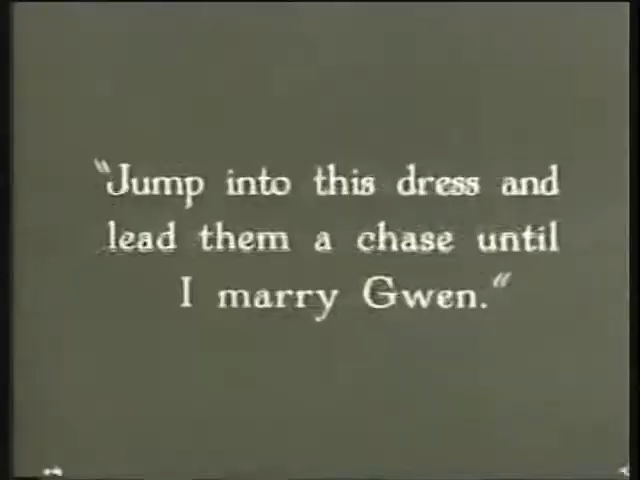 "Jump into this dress and
lead them a chase until
I marry Gwen."